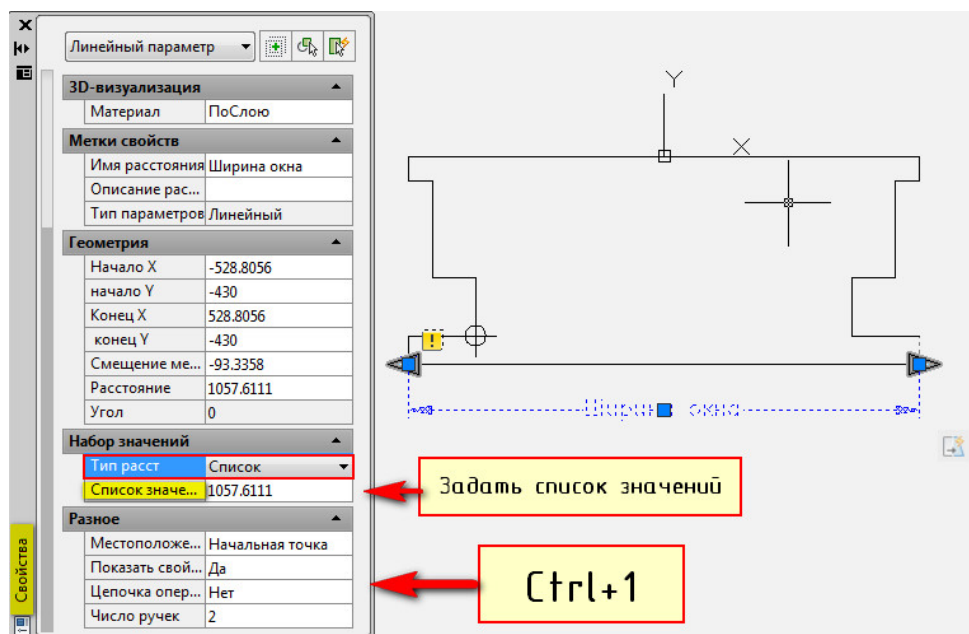 Линейный параметр
3D-визуализация
Материал ПоСлою
Метки свойств
Имя расстояния Ширина окна
Описание рас...
Тип параметров Линейный
Геометрия
Начало X -528.8056
начало Y -430
Конец X 528.8056
конец Y -430
Смещение ме... -93.3358
Расстояние 1057.6111
Угол 0
Набор значений
Тип расст Список
Список значе... 1057.6111
Разное
Местоположе... Начальная точка
Показать свой... Да
Цепочка опер... Нет
Число ручек 2
Свойства
Y
X
!
Ширина окна
Задать список значений
Ctrl+1